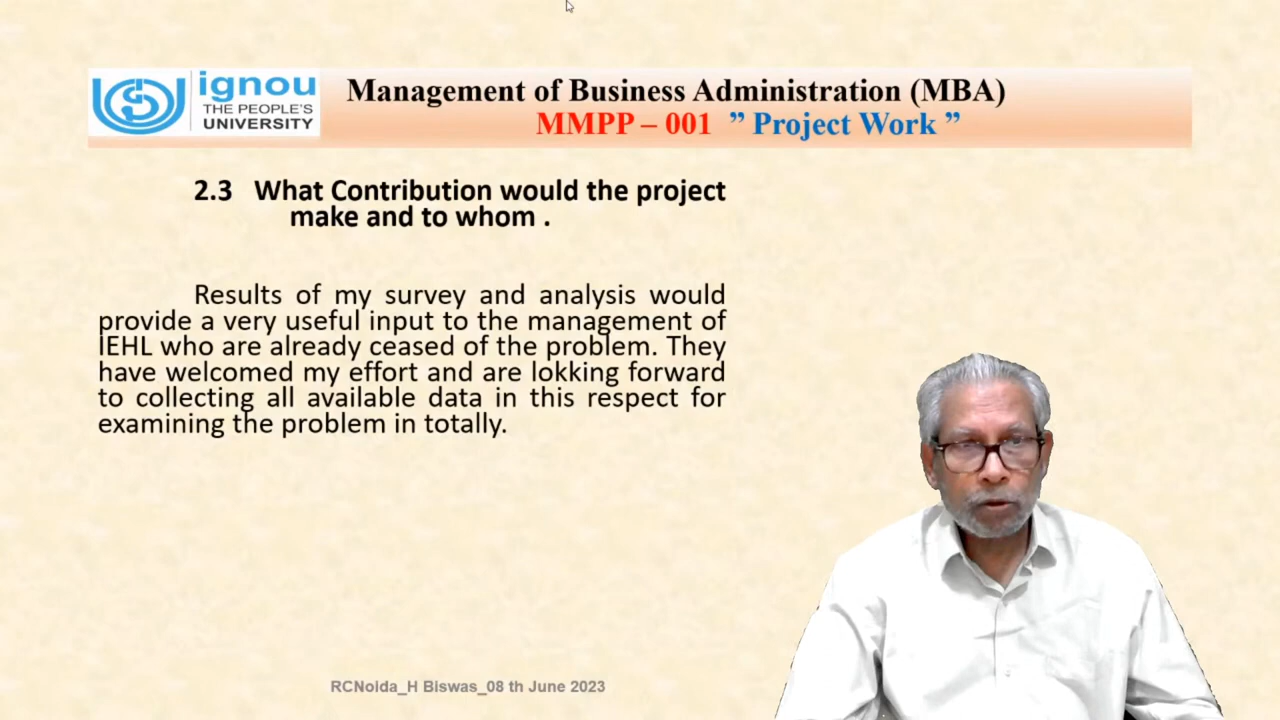 ignou
THE PEOPLE'S
UNIVERSITY
Management of Business Administration (MBA)
MMPP – 001 ” Project Work ”
2.3 What Contribution would the project
make and to whom .
Results of my survey and analysis would
provide a very useful input to the management of
IEHL who are already ceased of the problem. They
have welcomed my effort and are lokking forward
to collecting all available data in this respect for
examining the problem in totally.
RCNoida_H Biswas_08 th June 2023